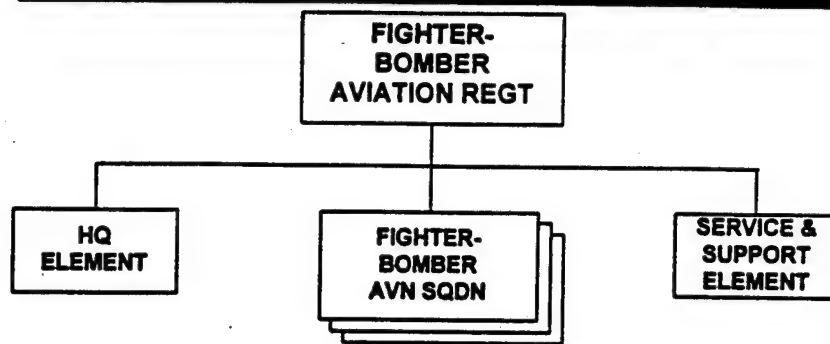 FIGHTER-
BOMBER
AVIATION REGT
HQ
ELEMENT
FIGHTER-
BOMBER
AVN SQDN
SERVICE &
SUPPORT
ELEMENT